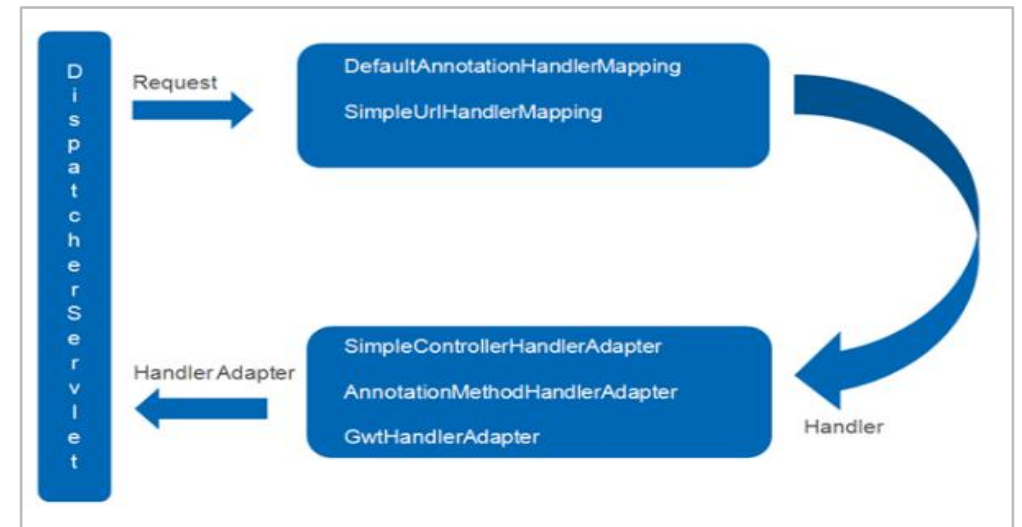 DispatcherServlet
Request
DefaultAnnotationHandlerMapping
SimpleUrlHandlerMapping
Handler
SimpleControllerHandlerAdapter
AnnotationMethodHandlerAdapter
GwtHandlerAdapter
Handler Adapter